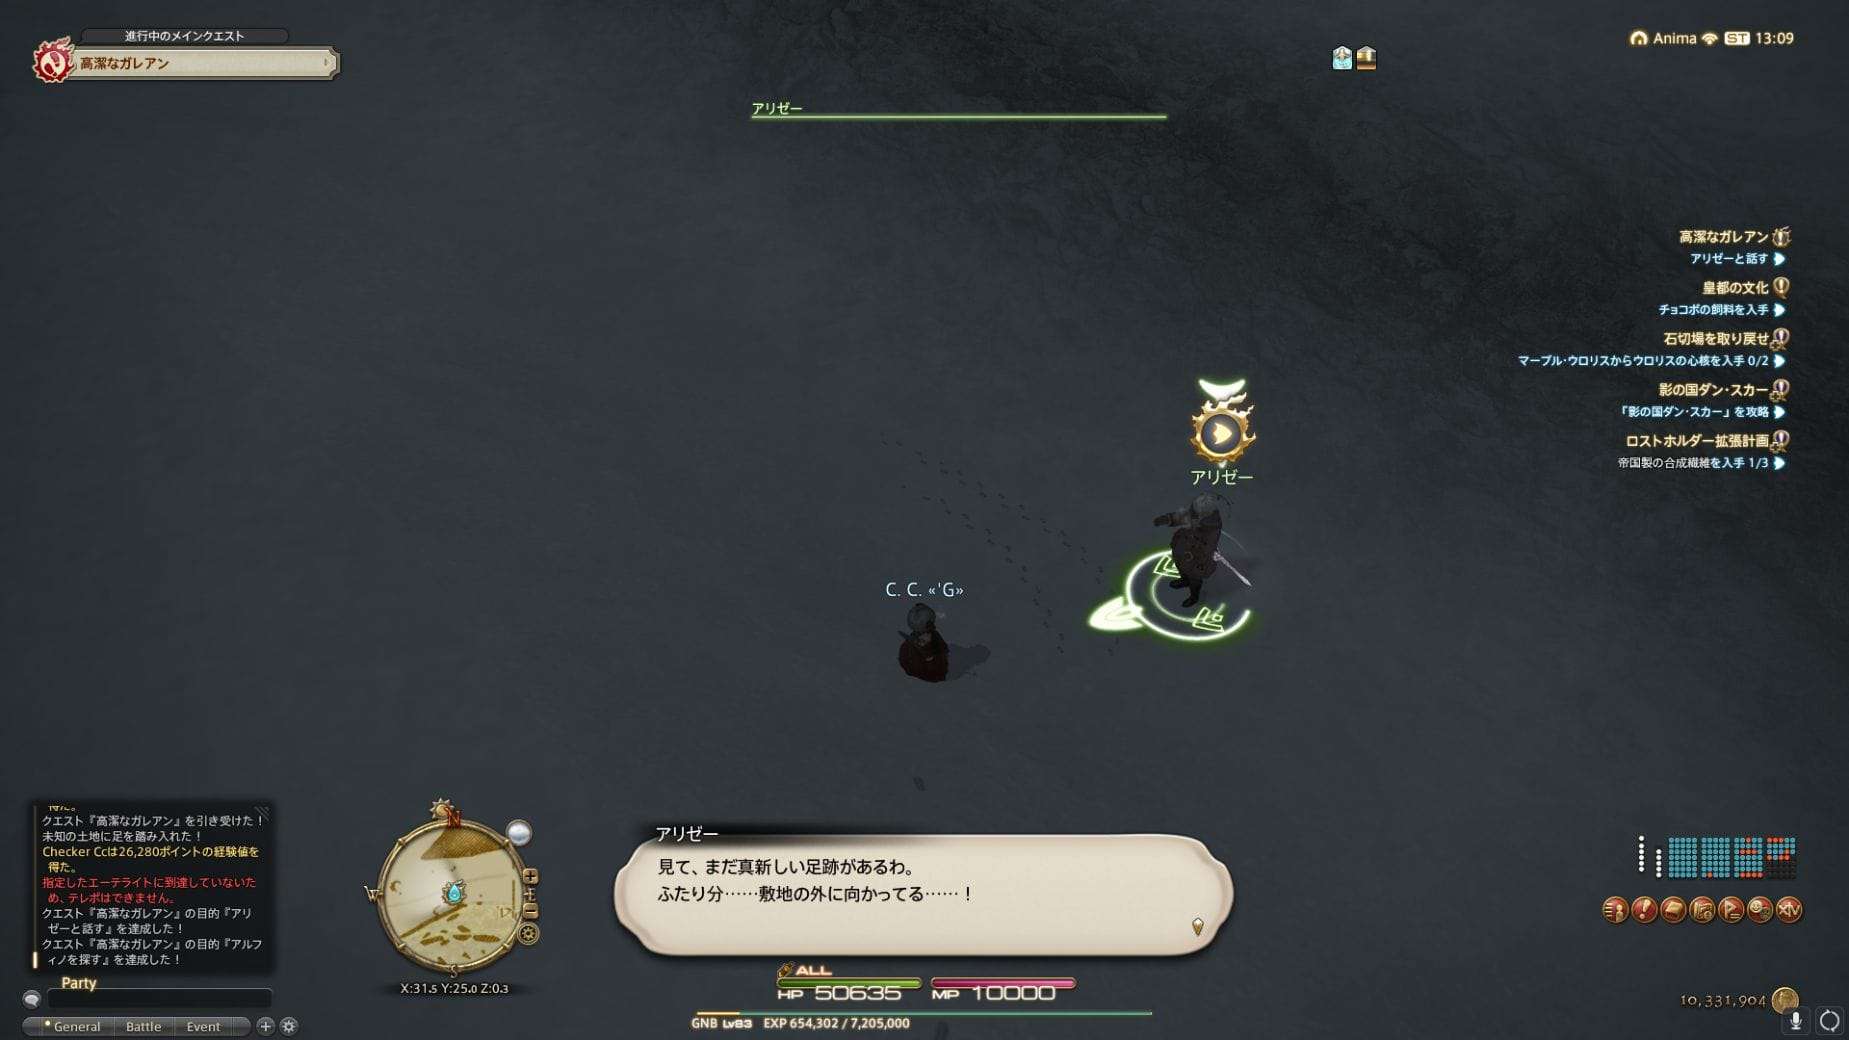 進行中のメインクエスト
高潔なガレアン
Anima ST 13:09
アリゼー
高潔なガレアン
アリゼーと話す
皇都の文化
チョコボの飼料を入手
石切場を取り戻せ
マーブル・ウロリスからウロリスの心核を入手 0/2
影の国ダン・スカー
「影の国ダン・スカー」を攻略
ロストホルダー拡張計画
帝国製の合成繊維を入手 1/3
アリゼー
C. C. «'G»
得た。
クエスト『高潔なガレアン』を引き受けた！
未知の土地に足を踏み入れた！
Checker Ccは26,280ポイントの経験値を
得た。
指定したエーテライトに到達していないた
め、テレポはできません。
クエスト『高潔なガレアン』の目的『アリ
ゼーと話す』を達成した！
クエスト『高潔なガレアン』の目的『アルフ
ィノを探す』を達成した！
Party
General Battle Event
N
W
S
X:31.5 Y:25.0 Z:0.3
アリゼー
見て、まだ真新しい足跡があるわ。
ふたり分……敷地の外に向かってる……！
ALL
HP 50635 MP 10000
GNB Lv83 EXP 654,302 / 7,205,000
XIV
10,331,904